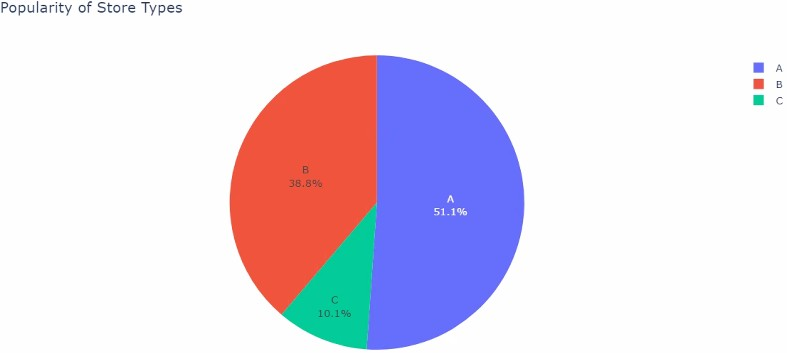 Popularity of Store Types
A
B
C
B
38.8%
A
51.1%
C
10.1%